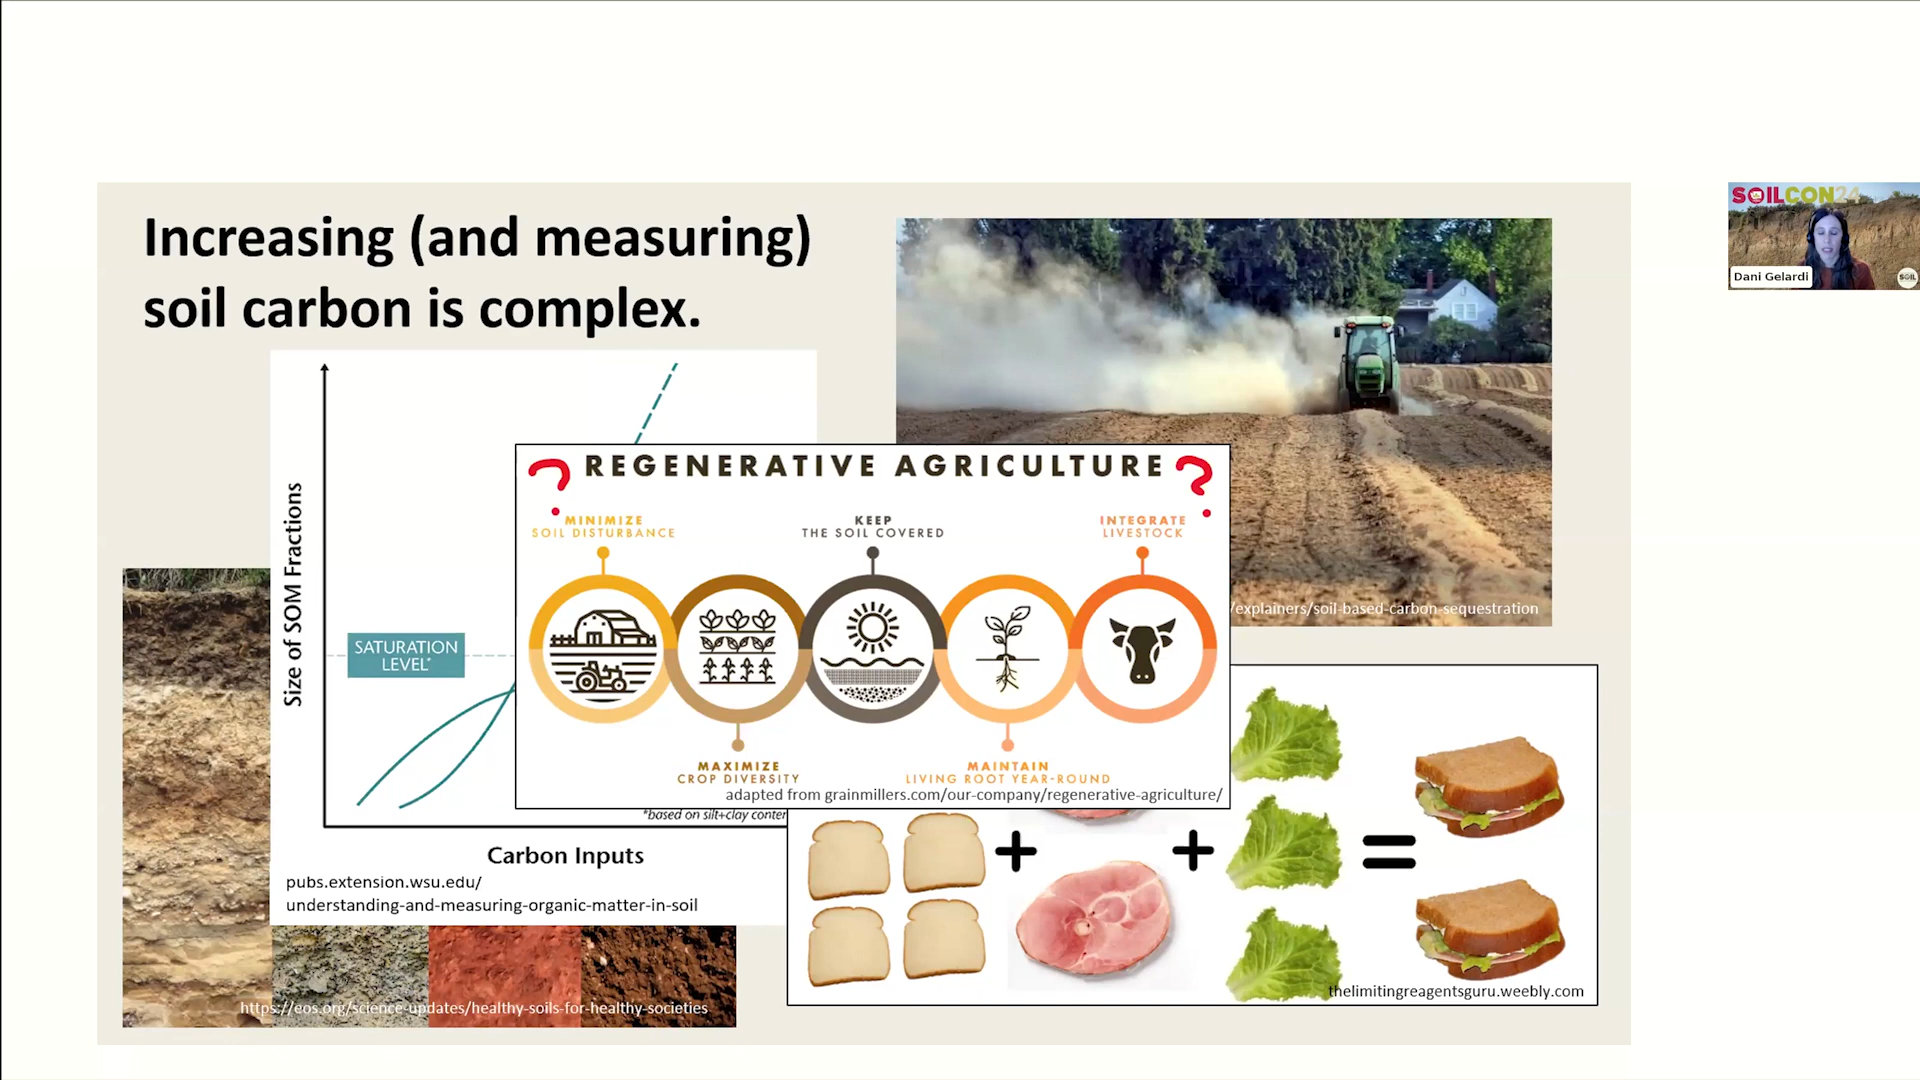 Increasing (and measuring)
soil carbon is complex.
SOILCON24
Dani Gelardi
SOIL
Size of SOM Fractions
SATURATION
LEVEL*
*based on silt+clay
Carbon Inputs
pubs.extension.wsu.edu/
understanding-and-measuring-organic-matter-in-soil
? REGENERATIVE AGRICULTURE ?
MINIMIZE
SOIL DISTURBANCE
KEEP
THE SOIL COVERED
INTEGRATE
LIVESTOCK
MAXIMIZE
CROP DIVERSITY
MAINTAIN
LIVING ROOT YEAR-ROUND
adapted from grainmillers.com/our-company/regenerative-agriculture/
/explainers/soil-based-carbon-sequestration
+ + =
thelimitingreagentsguru.weebly.com
https://eos.org/science-updates/healthy-soils-for-healthy-societies